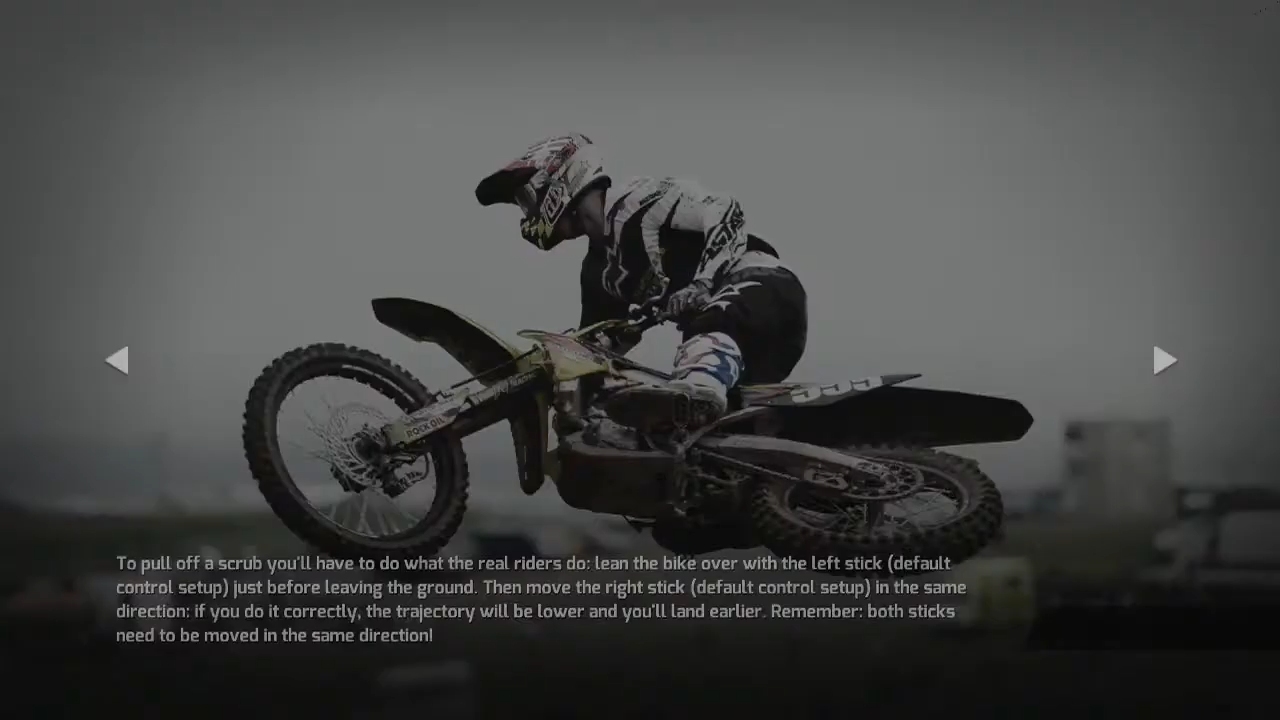 POCK OIL
555
To pull off a scrub you'll have to do what the real riders do: lean the bike over with the left stick (default
control setup) just before leaving the ground. Then move the right stick (default control setup) in the same
direction: if you do it correctly, the trajectory will be lower and you'll land earlier. Remember: both sticks
need to be moved in the same direction!